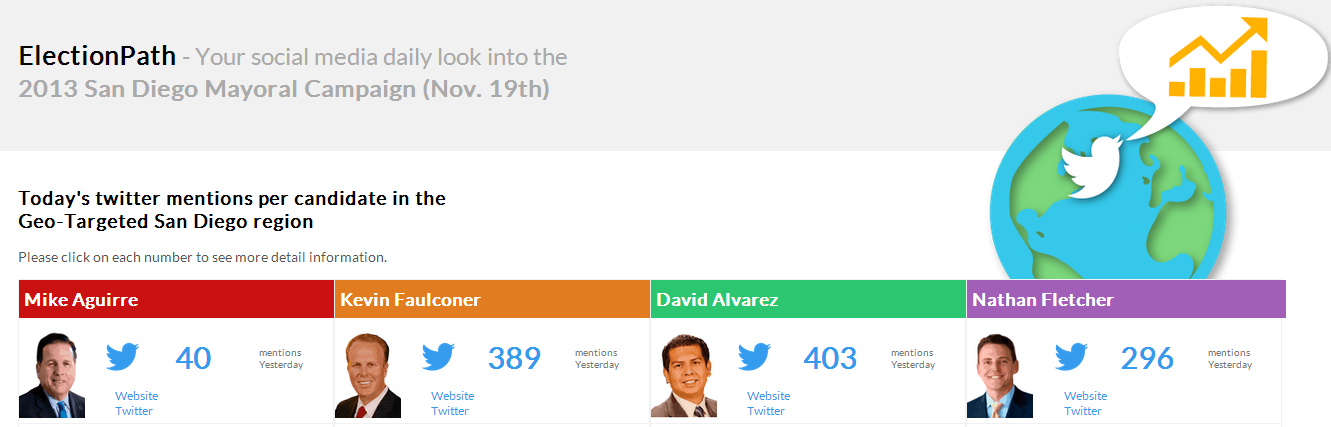 ElectionPath - Your social media daily look into the
2013 San Diego Mayoral Campaign (Nov. 19th)
Today's twitter mentions per candidate in the
Geo-Targeted San Diego region
Please click on each number to see more detail information.
Mike Aguirre
40
mentions
Yesterday
Website
Twitter
Kevin Faulconer
389
mentions
Yesterday
Website
Twitter
David Alvarez
403
mentions
Yesterday
Website
Twitter
Nathan Fletcher
296
mentions
Yesterday
Website
Twitter